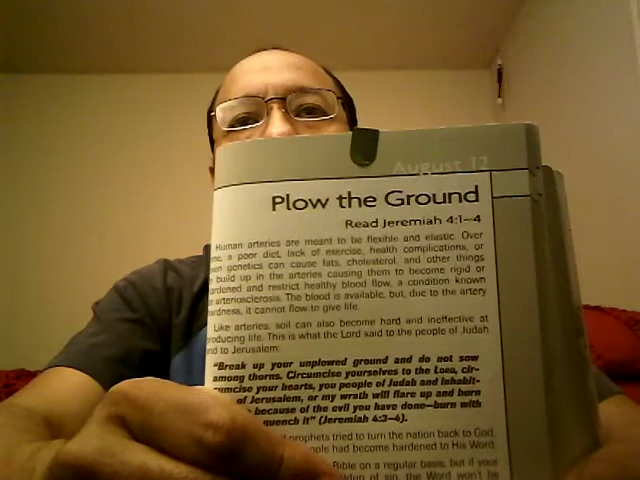 August 12
Plow the Ground
Read Jeremiah 4:1–4
Human arteries are meant to be flexible and elastic. Over
a poor diet, lack of exercise, health complications, or
genetics can cause fats, cholesterol, and other things
build up in the arteries causing them to become rigid or
and restrict healthy blood flow, a condition known
arteriosclerosis. The blood is available, but, due to the artery
it cannot flow to give life.
Like arteries, soil can also become hard and ineffective at
producing life. This is what the Lord said to the people of Judah
to Jerusalem:
"Break up your unplowed ground and do not sow
among thorns. Circumcise yourselves to the LORD, cir-
cumcise your hearts, you people of Judah and inhabit-
of Jerusalem, or my wrath will flare up and burn
because of the evil you have done—burn with
quench it" (Jeremiah 4:3–4).
prophets tried to turn the nation back to God,
had become hardened to His Word.
Bible on a regular basis, but if your
of sin, the Word won't be